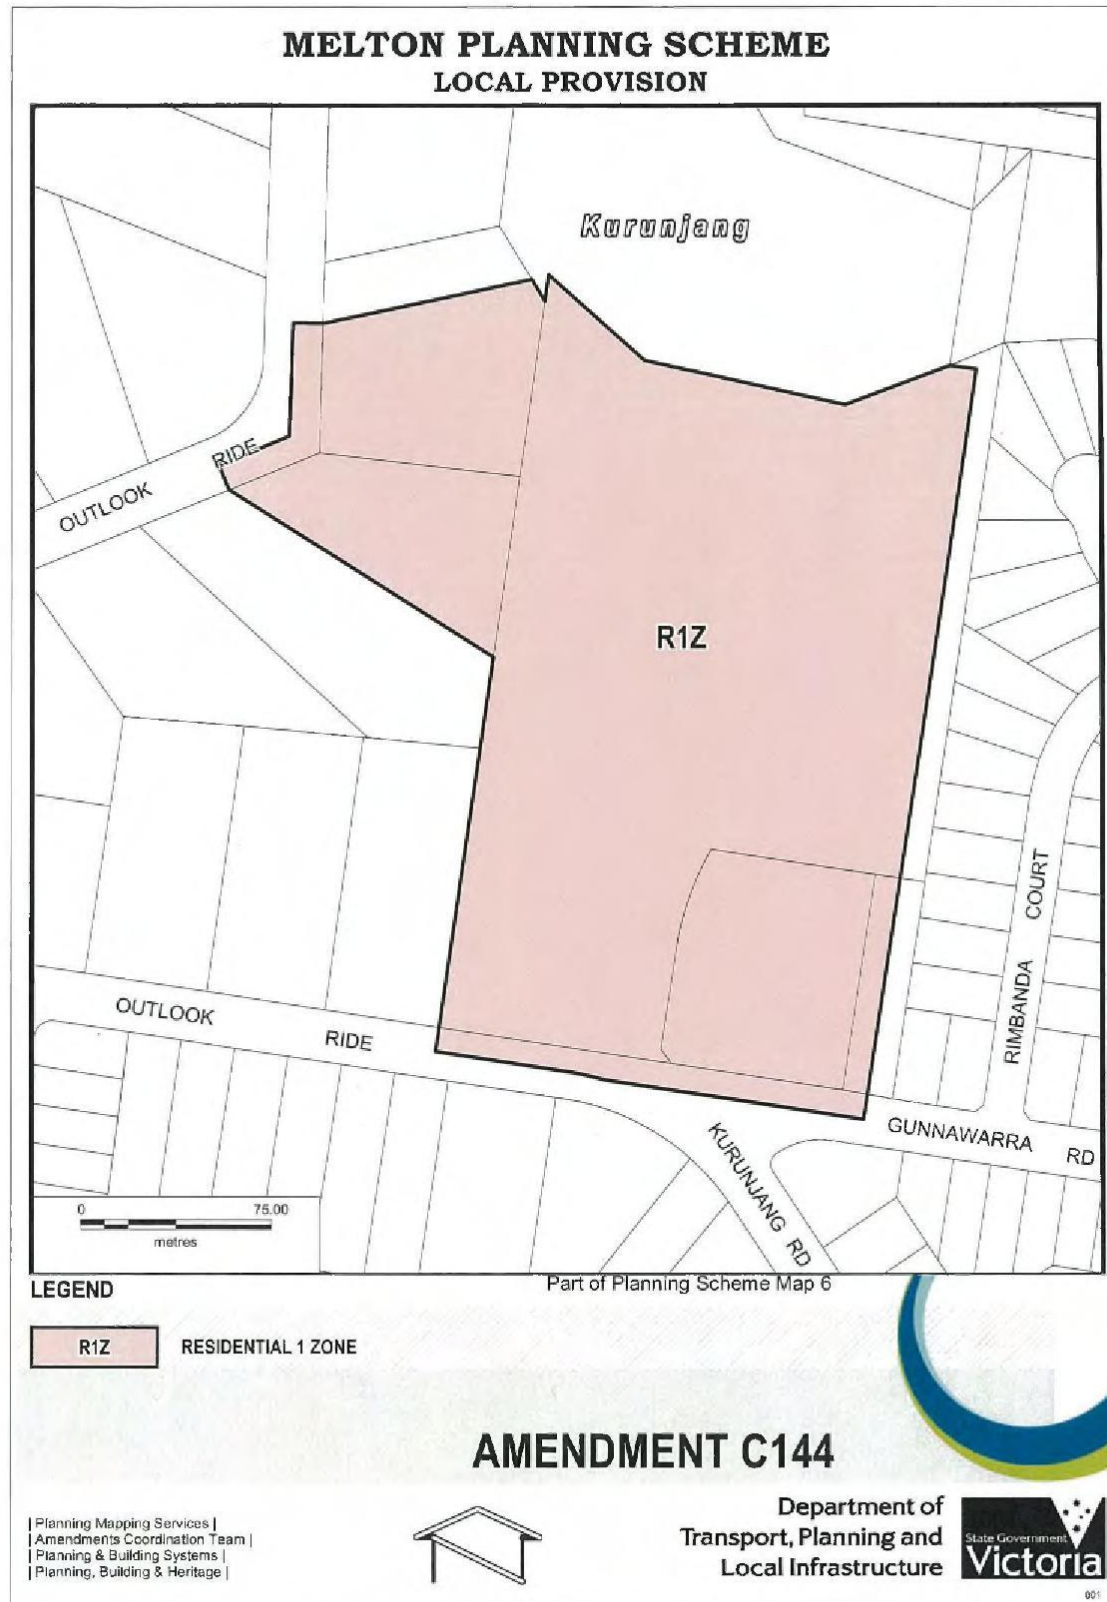 MELTON PLANNING SCHEME
LOCAL PROVISION
Kurunjang
OUTLOOK RIDE
R1Z
RIMBANDA COURT
OUTLOOK RIDE
GUNNAWARRA RD
KURUNJANG RD
0 75.00
metres
LEGEND
Part of Planning Scheme Map 6
R1Z RESIDENTIAL 1 ZONE
AMENDMENT C144
| Planning Mapping Services |
| Amendments Coordination Team |
| Planning & Building Systems |
| Planning, Building & Heritage |
Department of
Transport, Planning and
Local Infrastructure
State Government
Victoria
001